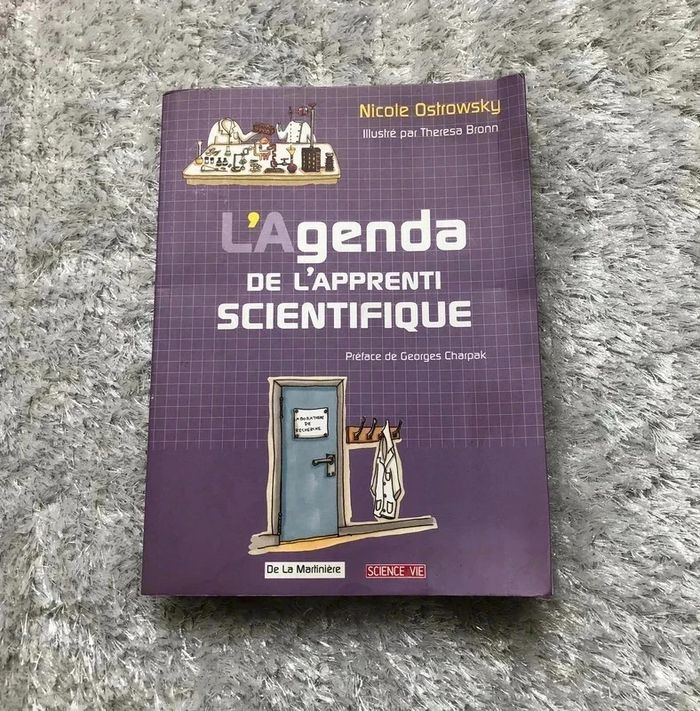 Nicole Ostrowsky
Illustré par Theresa Bronn
L'Agenda
DE L'APPRENTI
SCIENTIFIQUE
Préface de Georges Charpak
LABORATOIRE
DE
RECHERCHE
De La Martinière
SCIENCE VIE